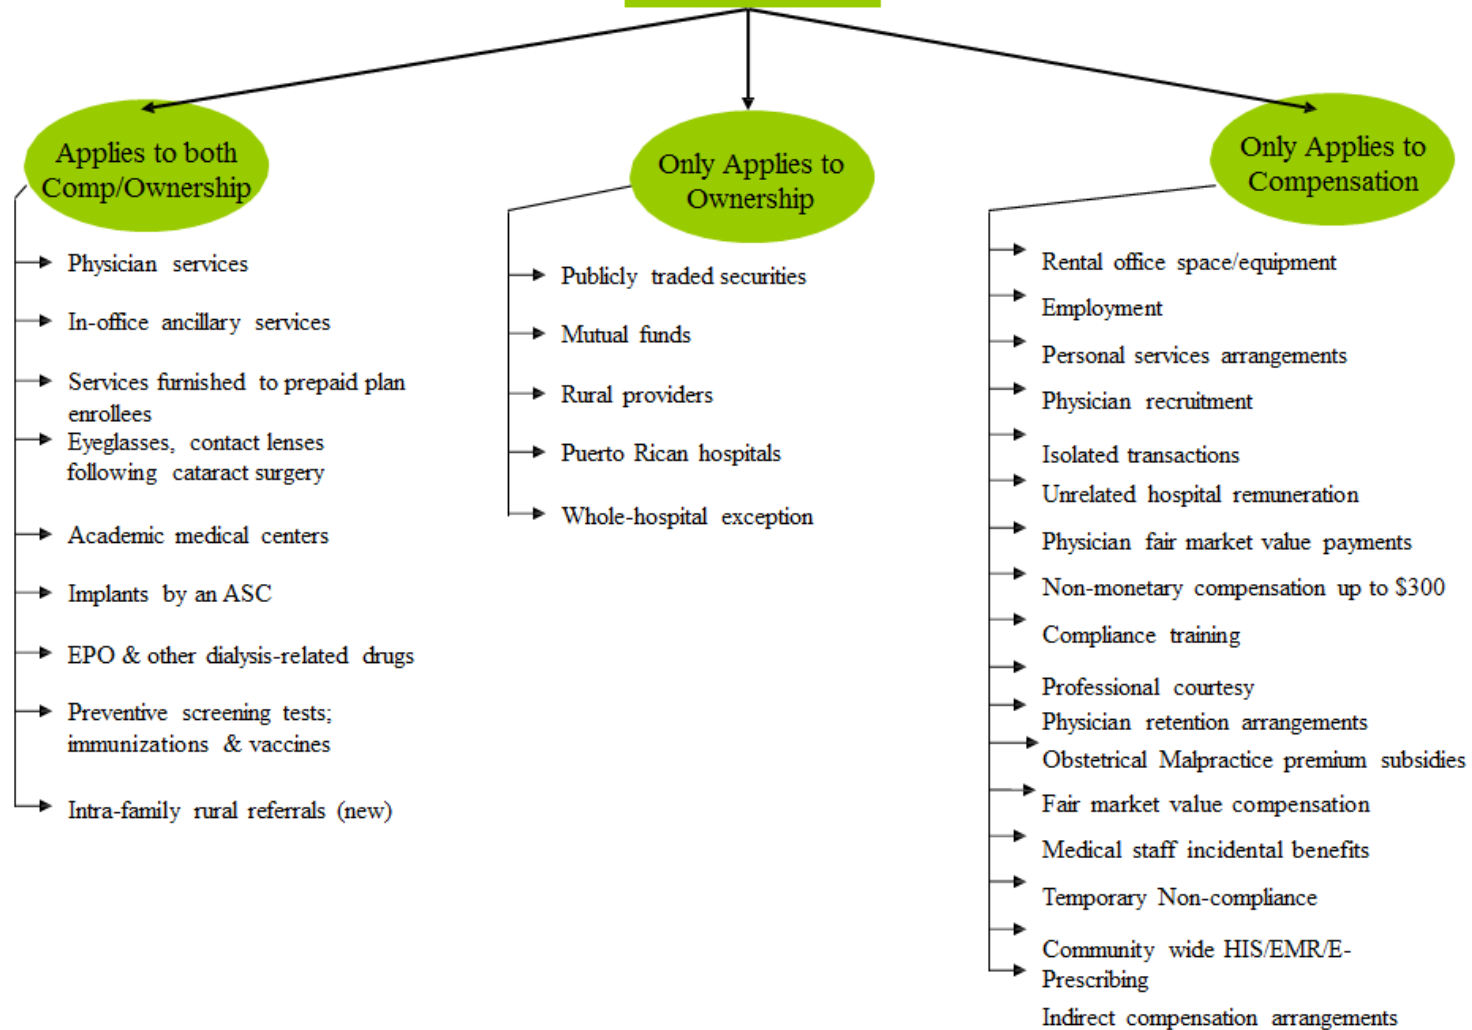 Applies to both
Comp/Ownership
Physician services
In-office ancillary services
Services furnished to prepaid plan
enrollees
Eyeglasses, contact lenses
following cataract surgery
Academic medical centers
Implants by an ASC
EPO & other dialysis-related drugs
Preventive screening tests;
immunizations & vaccines
Intra-family rural referrals (new)
Only Applies to
Ownership
Publicly traded securities
Mutual funds
Rural providers
Puerto Rican hospitals
Whole-hospital exception
Only Applies to
Compensation
Rental office space/equipment
Employment
Personal services arrangements
Physician recruitment
Isolated transactions
Unrelated hospital remuneration
Physician fair market value payments
Non-monetary compensation up to $300
Compliance training
Professional courtesy
Physician retention arrangements
Obstetrical Malpractice premium subsidies
Fair market value compensation
Medical staff incidental benefits
Temporary Non-compliance
Community wide HIS/EMR/E-
Prescribing
Indirect compensation arrangements